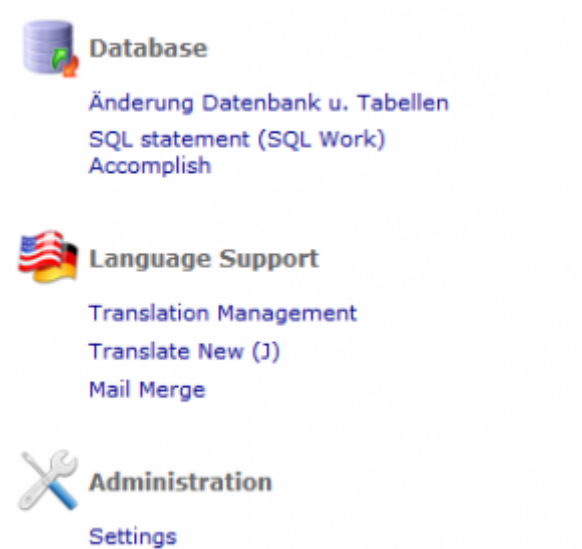 Database
Änderung Datenbank u. Tabellen
SQL statement (SQL Work)
Accomplish
Language Support
Translation Management
Translate New (J)
Mail Merge
Administration
Settings